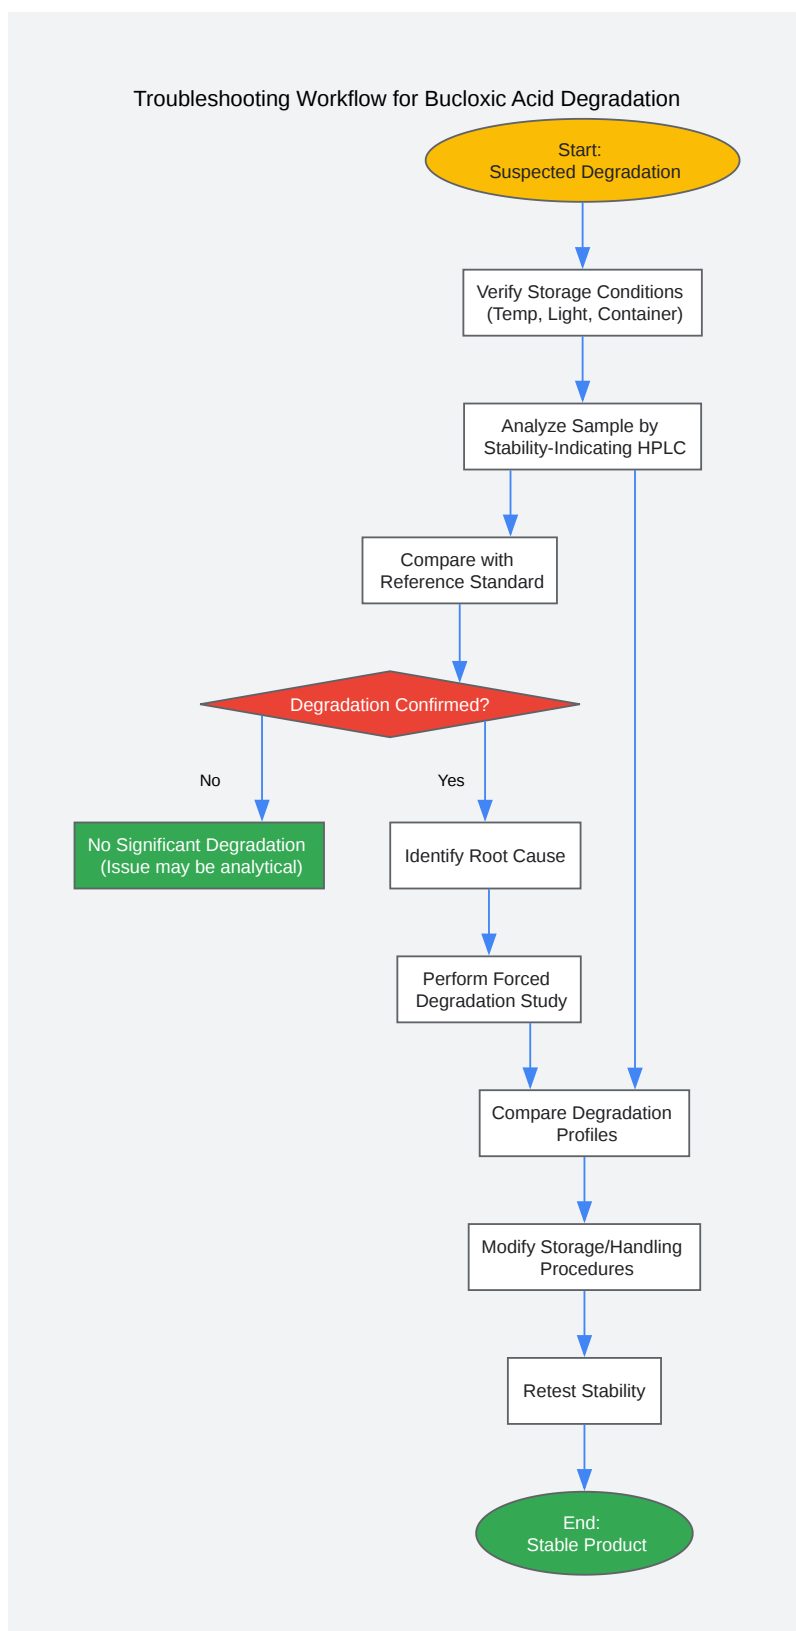 Troubleshooting Workflow for Bucloxic Acid Degradation
Start:
Suspected Degradation
Verify Storage Conditions
(Temp, Light, Container)
Analyze Sample by
Stability-Indicating HPLC
Compare with
Reference Standard
Degradation Confirmed?
No
Yes
No Significant Degradation
(Issue may be analytical)
Identify Root Cause
Perform Forced
Degradation Study
Compare Degradation
Profiles
Modify Storage/Handling
Procedures
Retest Stability
End:
Stable Product